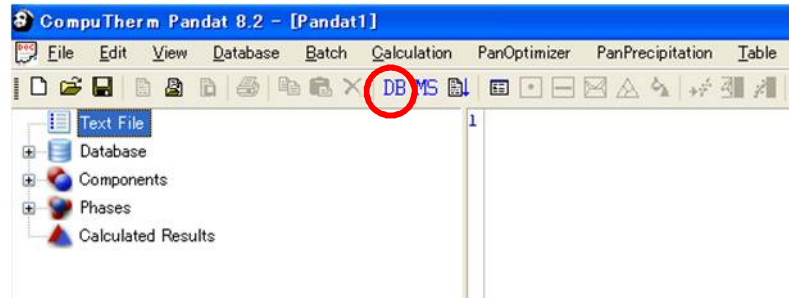 CompuTherm Pandat 8.2 - [Pandat1]
File Edit View Database Batch Calculation PanOptimizer PanPrecipitation Table
DB MS
Text File
1
Database
Components
Phases
Calculated Results